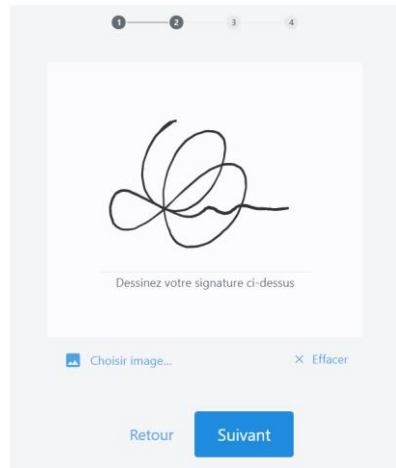 1 2 3 4
Dessinez votre signature ci-dessus
Choisir image... × Effacer
Retour Suivant